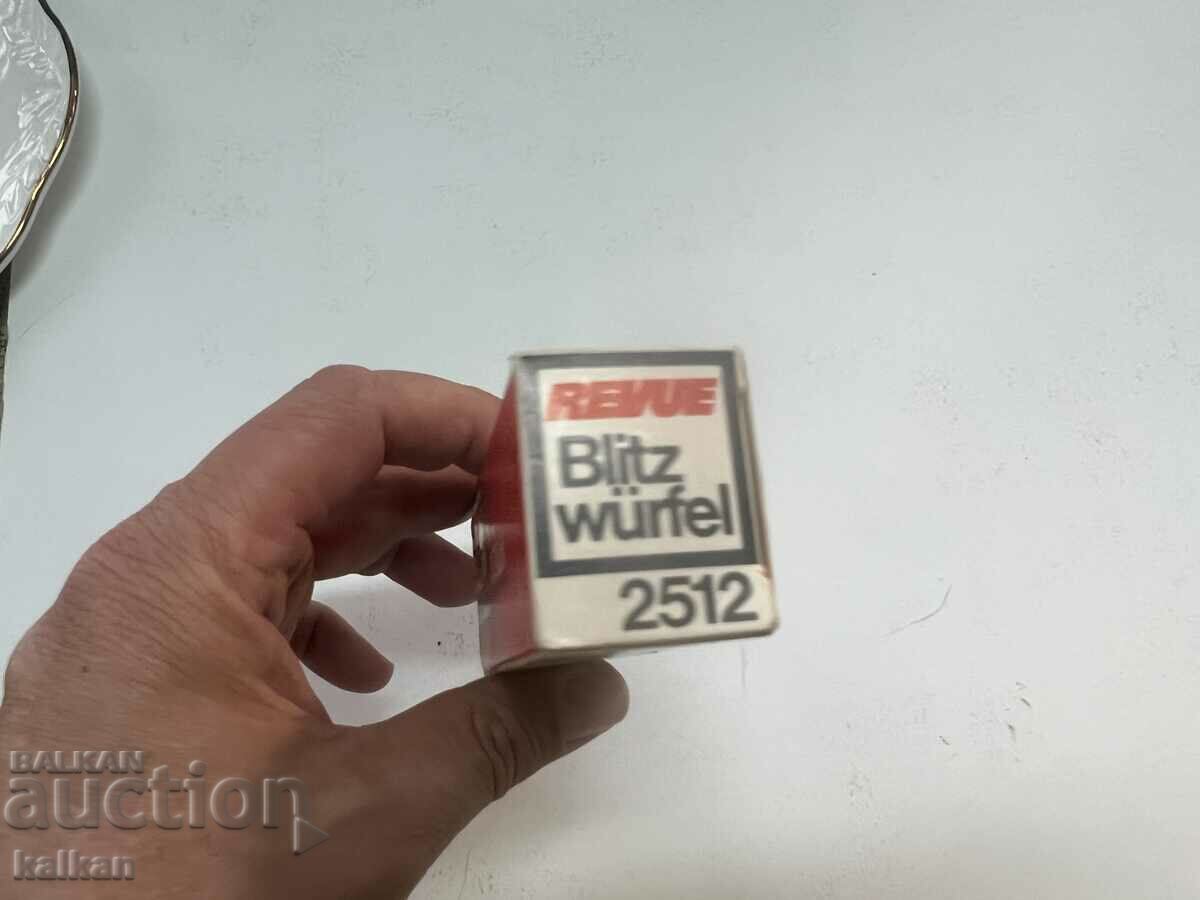 REVUE
Blitz
würfel
2512
BALKAN
auction
kalkan